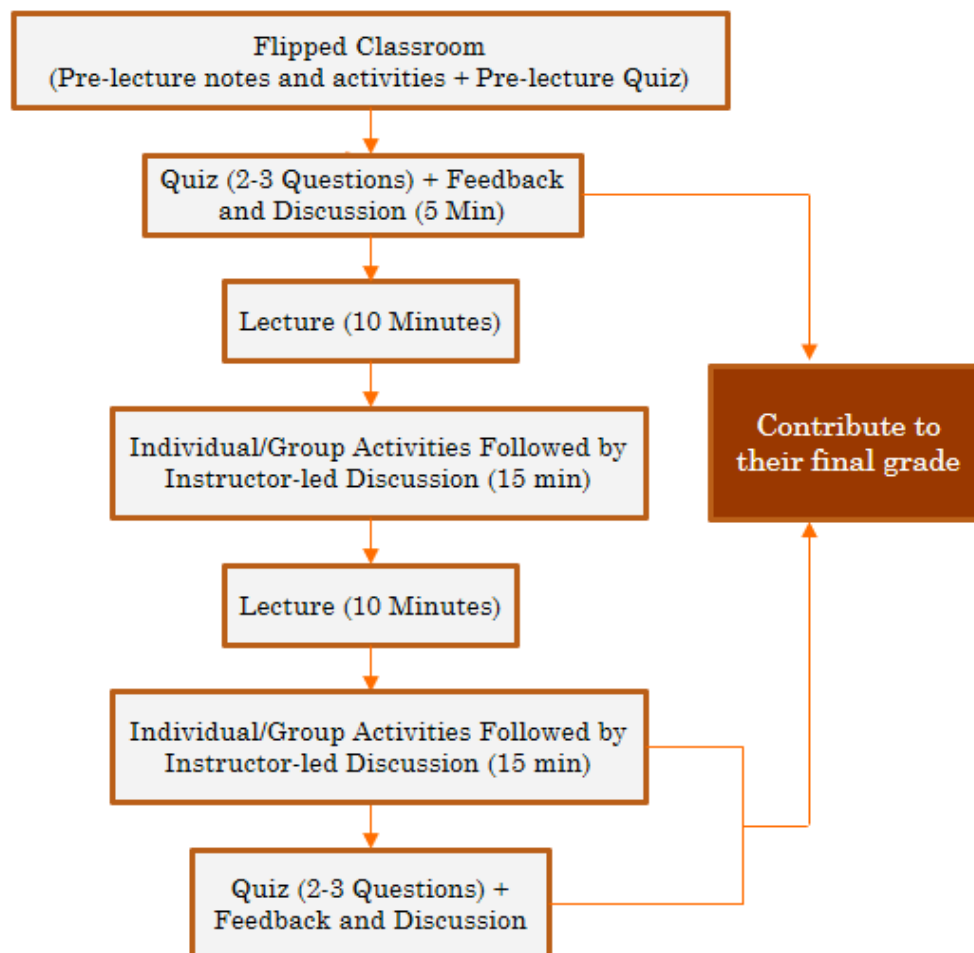 Flipped Classroom
(Pre-lecture notes and activities + Pre-lecture Quiz)
Quiz (2-3 Questions) + Feedback
and Discussion (5 Min)
Lecture (10 Minutes)
Individual/Group Activities Followed by
Instructor-led Discussion (15 min)
Contribute to
their final grade
Lecture (10 Minutes)
Individual/Group Activities Followed by
Instructor-led Discussion (15 min)
Quiz (2-3 Questions) +
Feedback and Discussion